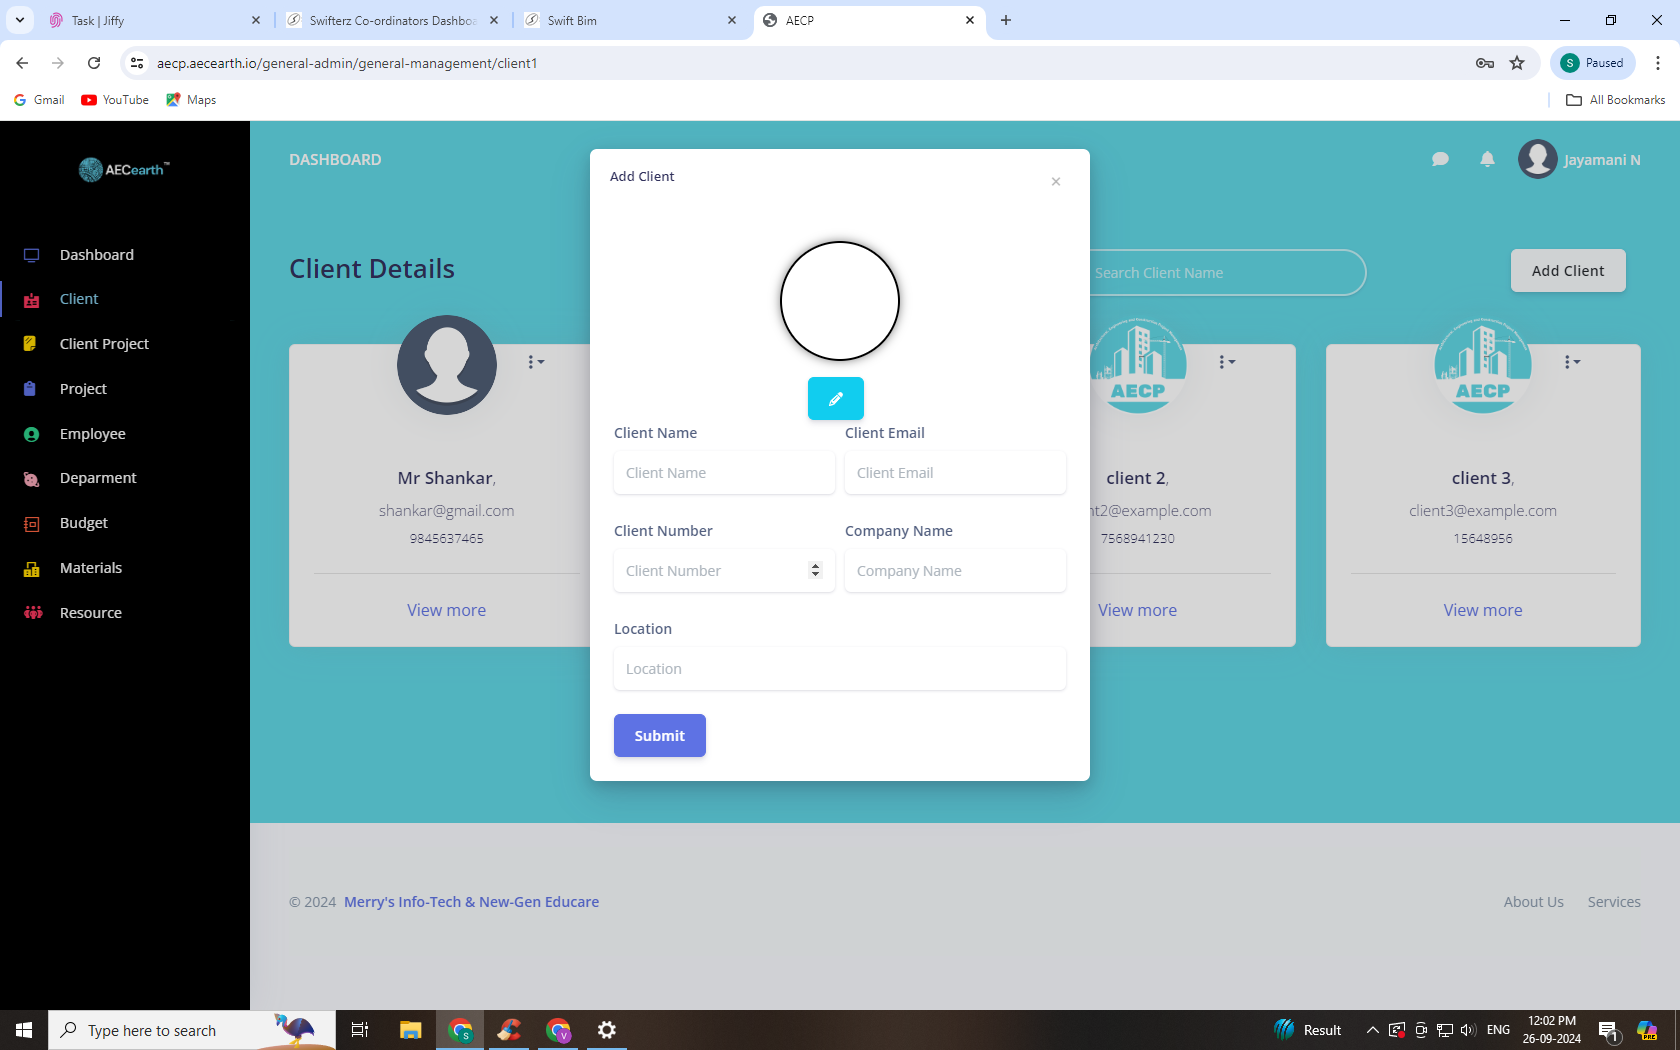 Task | Jiffy
Swifterz Co-ordinators Dashboa
Swift Bim
AECP
aecp.aecearth.io/general-admin/general-management/client1
S Paused
Gmail
YouTube
Maps
All Bookmarks
AECearth™
DASHBOARD
Jayamani N
Dashboard
Client
Client Project
Project
Employee
Deparment
Budget
Materials
Resource
Client Details
Search Client Name
Add Client
Mr Shankar,
shankar@gmail.com
9845637465
View more
Add Client
×
Client Name
Client Email
Client Name
Client Email
Client Number
Company Name
Client Number
Company Name
Location
Location
Submit
AECP
client 2,
nt2@example.com
7568941230
View more
AECP
client 3,
client3@example.com
15648956
View more
© 2024 Merry's Info-Tech & New-Gen Educare
About Us
Services
Type here to search
S
V
Result
ENG
12:02 PM
26-09-2024
1
PRE